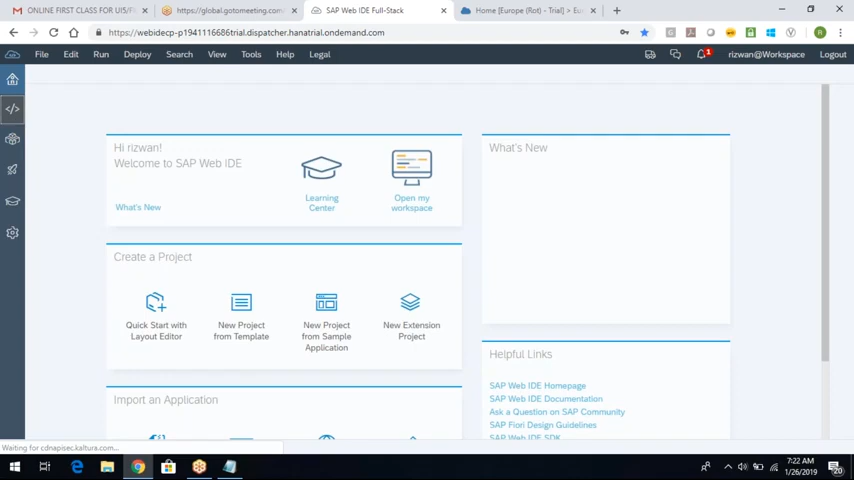 ONLINE FIRST CLASS FOR UI5/Fi
https://global.gotomeeting.com/
SAP Web IDE Full-Stack
Home [Europe (Rot) - Trial] > Eu
https://webidecp-p1941116686trial.dispatcher.hanatrial.ondemand.com
File Edit Run Deploy Search View Tools Help Legal
1
rizwan@Workspace
Logout
Hi rizwan!
Welcome to SAP Web IDE
What's New
Learning
Center
Open my
workspace
What's New
Create a Project
Quick Start with
Layout Editor
New Project
from Template
New Project
from Sample
Application
New Extension
Project
Helpful Links
SAP Web IDE Homepage
SAP Web IDE Documentation
Ask a Question on SAP Community
SAP Fiori Design Guidelines
SAP Web IDE SDK
Import an Application
Waiting for cdnapisec.kaltura.com...
7:22 AM
1/26/2019
20